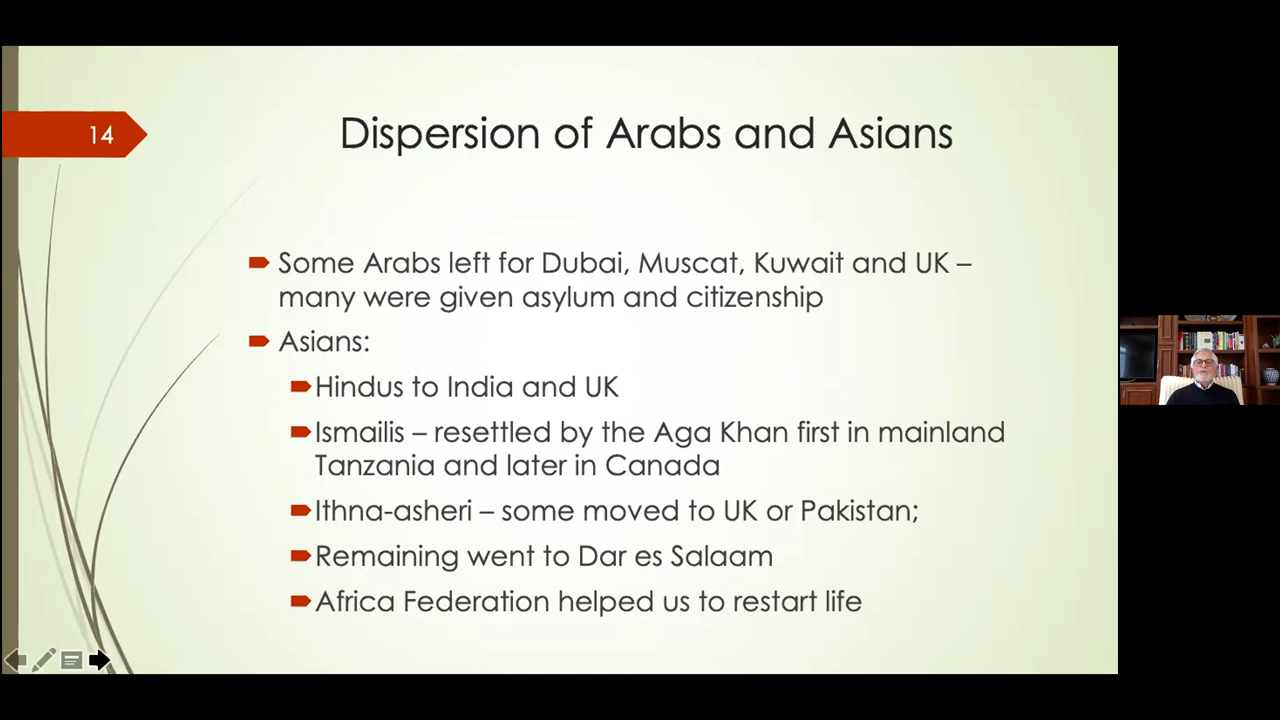 14
Dispersion of Arabs and Asians
Some Arabs left for Dubai, Muscat, Kuwait and UK –
many were given asylum and citizenship
Asians:
Hindus to India and UK
Ismailis – resettled by the Aga Khan first in mainland
Tanzania and later in Canada
Ithna-asheri – some moved to UK or Pakistan;
Remaining went to Dar es Salaam
Africa Federation helped us to restart life